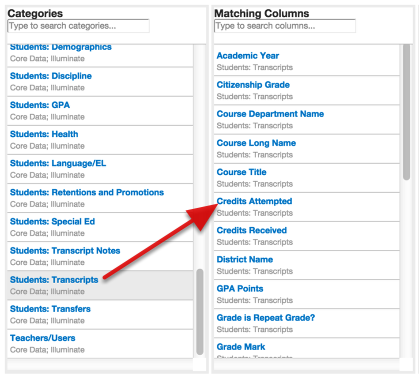 Categories
Type to search categories...
Students: Demographics
Core Data; Illuminate
Students: Discipline
Core Data; Illuminate
Students: GPA
Core Data; Illuminate
Students: Health
Core Data; Illuminate
Students: Language/EL
Core Data; Illuminate
Students: Retentions and Promotions
Core Data; Illuminate
Students: Special Ed
Core Data; Illuminate
Students: Transcript Notes
Core Data; Illuminate
Students: Transcripts
Core Data; Illuminate
Students: Transfers
Core Data; Illuminate
Teachers/Users
Core Data; Illuminate
Matching Columns
Type to search columns...
Academic Year
Students: Transcripts
Citizenship Grade
Students: Transcripts
Course Department Name
Students: Transcripts
Course Long Name
Students: Transcripts
Course Title
Students: Transcripts
Credits Attempted
Students: Transcripts
Credits Received
Students: Transcripts
District Name
Students: Transcripts
GPA Points
Students: Transcripts
Grade is Repeat Grade?
Students: Transcripts
Grade Mark
Students: Transcripts